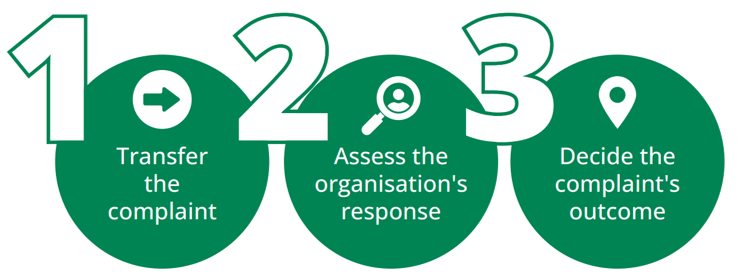 1
Transfer
the
complaint
2
Assess the
organisation's
response
3
Decide the
complaint's
outcome